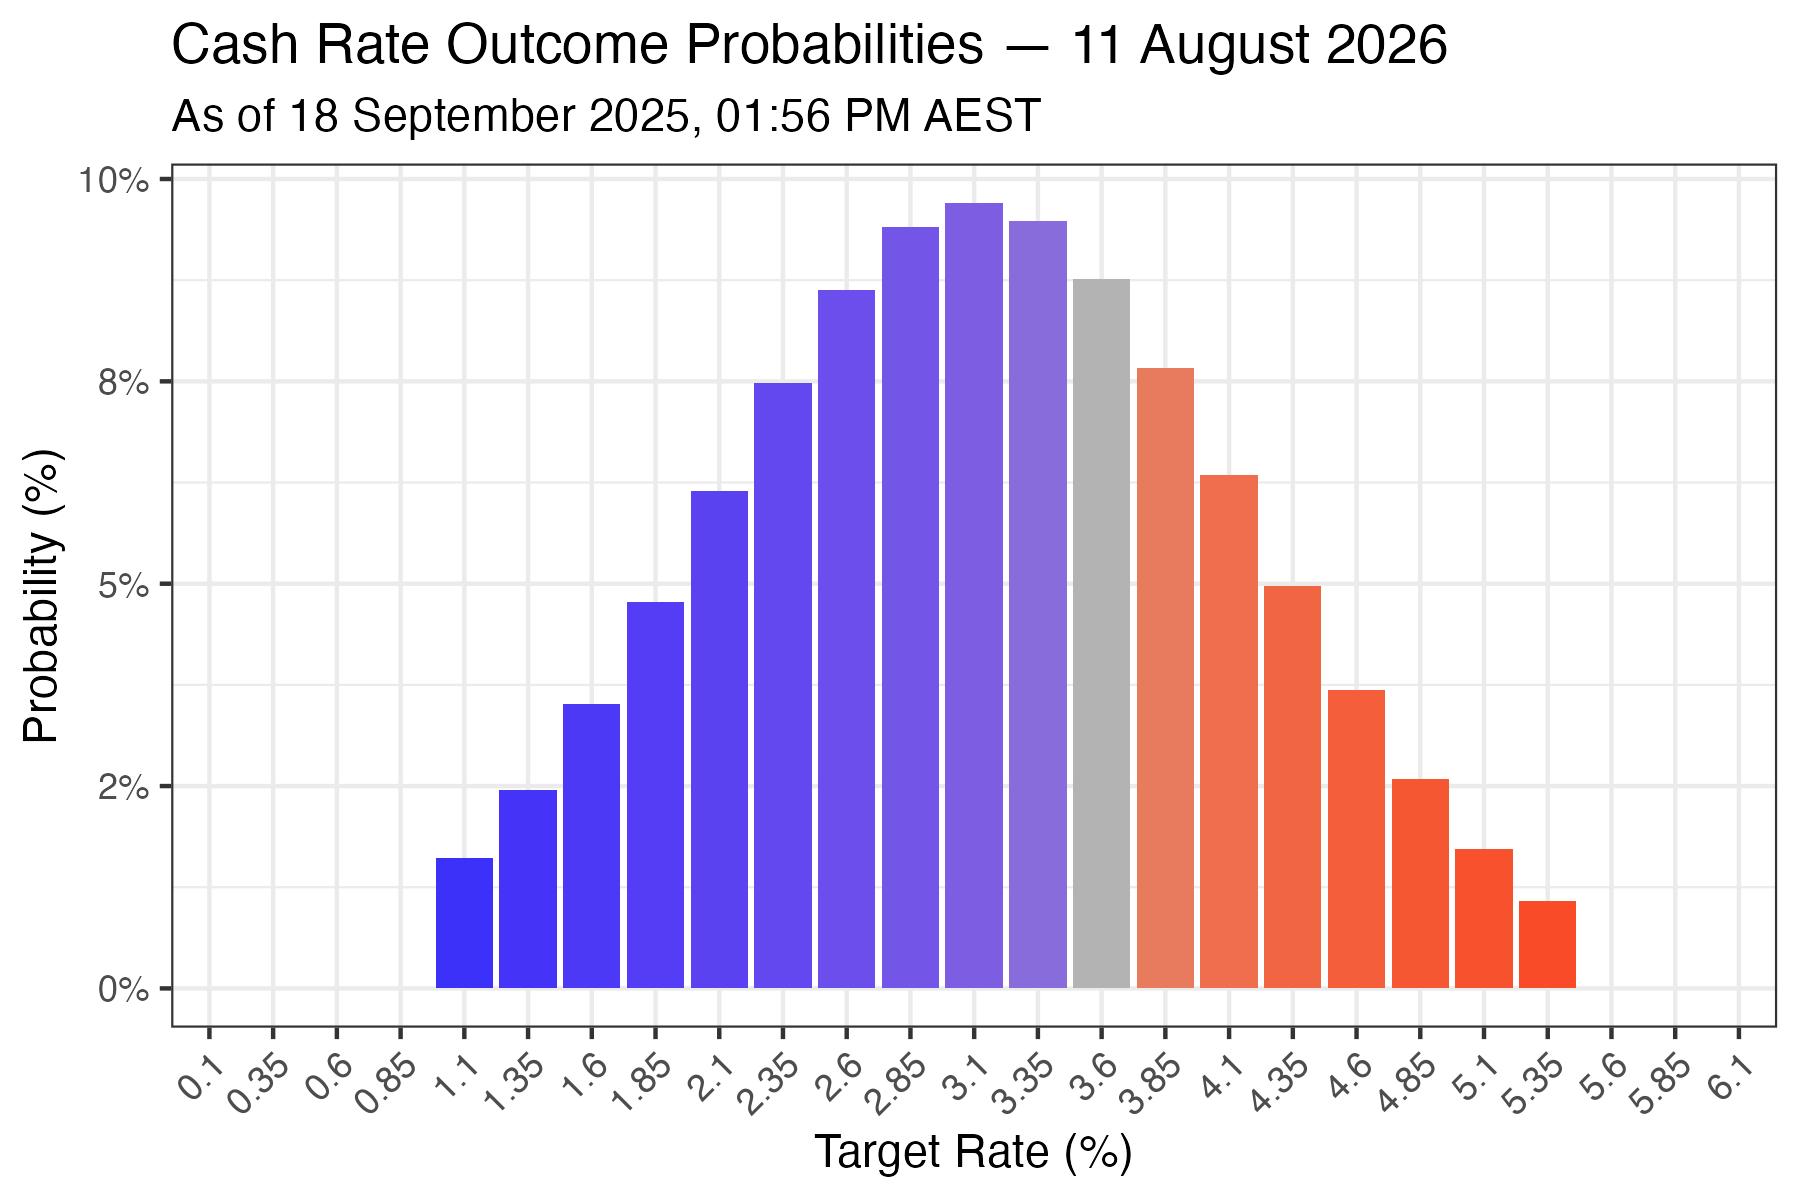 Cash Rate Outcome Probabilities — 11 August 2026
As of 18 September 2025, 01:56 PM AEST
Probability (%)
10%
8%
5%
2%
0%
0.1 0.35 0.6 0.85 1.1 1.35 1.6 1.85 2.1 2.35 2.6 2.85 3.1 3.35 3.6 3.85 4.1 4.35 4.6 4.85 5.1 5.35 5.6 5.85 6.1
Target Rate (%)